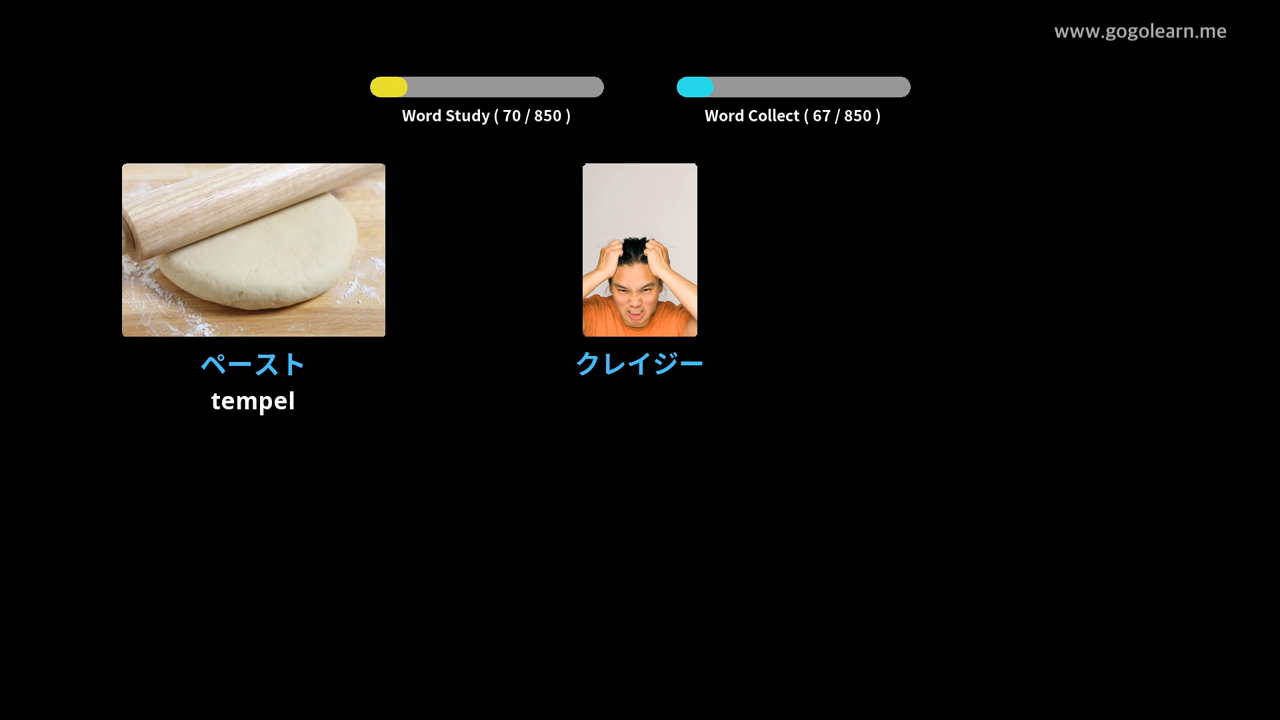 www.gogolearn.me
Word Study ( 70 / 850 )
Word Collect ( 67 / 850 )
ペースト
tempel
クレイジー